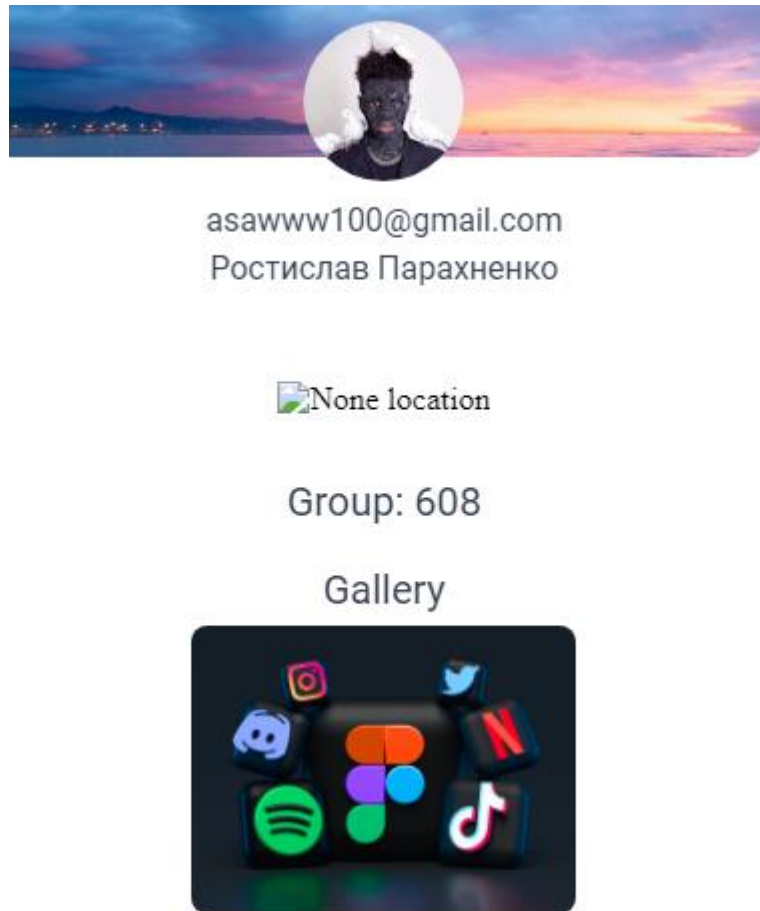 asawww100@gmail.com
Ростислав Парахненко
None location
Group: 608
Gallery